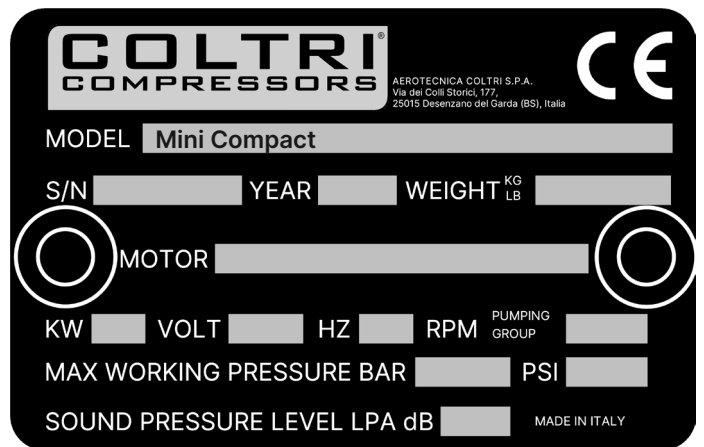 COLTRI®
COMPRESSORS
AEROTECNICA COLTRI S.P.A.
Via dei Colli Storici, 177,
25015 Desenzano del Garda (BS), Italia
CE
MODEL Mini Compact
S/N YEAR WEIGHT KG LB
MOTOR
KW VOLT HZ RPM PUMPING GROUP
MAX WORKING PRESSURE BAR PSI
SOUND PRESSURE LEVEL LPA dB MADE IN ITALY